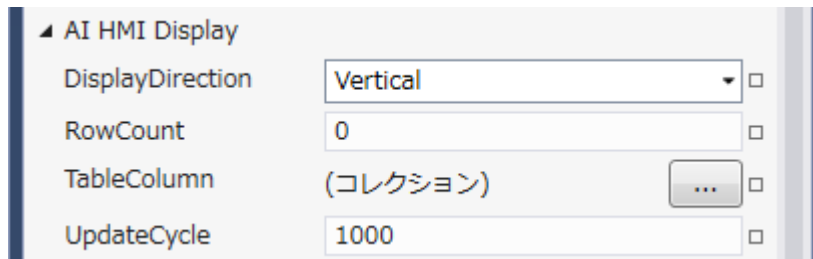 AI HMI Display
DisplayDirection Vertical
RowCount 0
TableColumn (コレクション) ...
UpdateCycle 1000